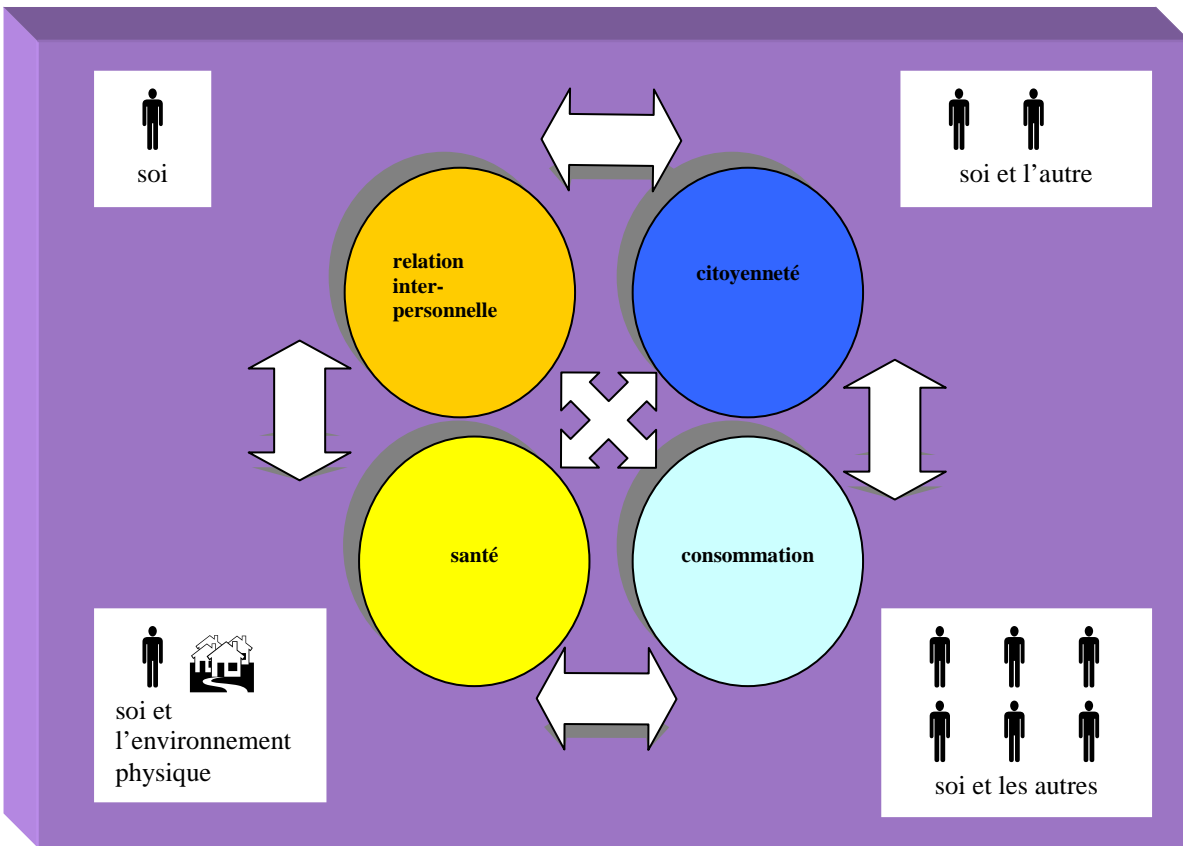 soi
soi et l’autre
relation
inter-
personnelle
citoyenneté
santé
consommation
soi et
l’environnement
physique
soi et les autres